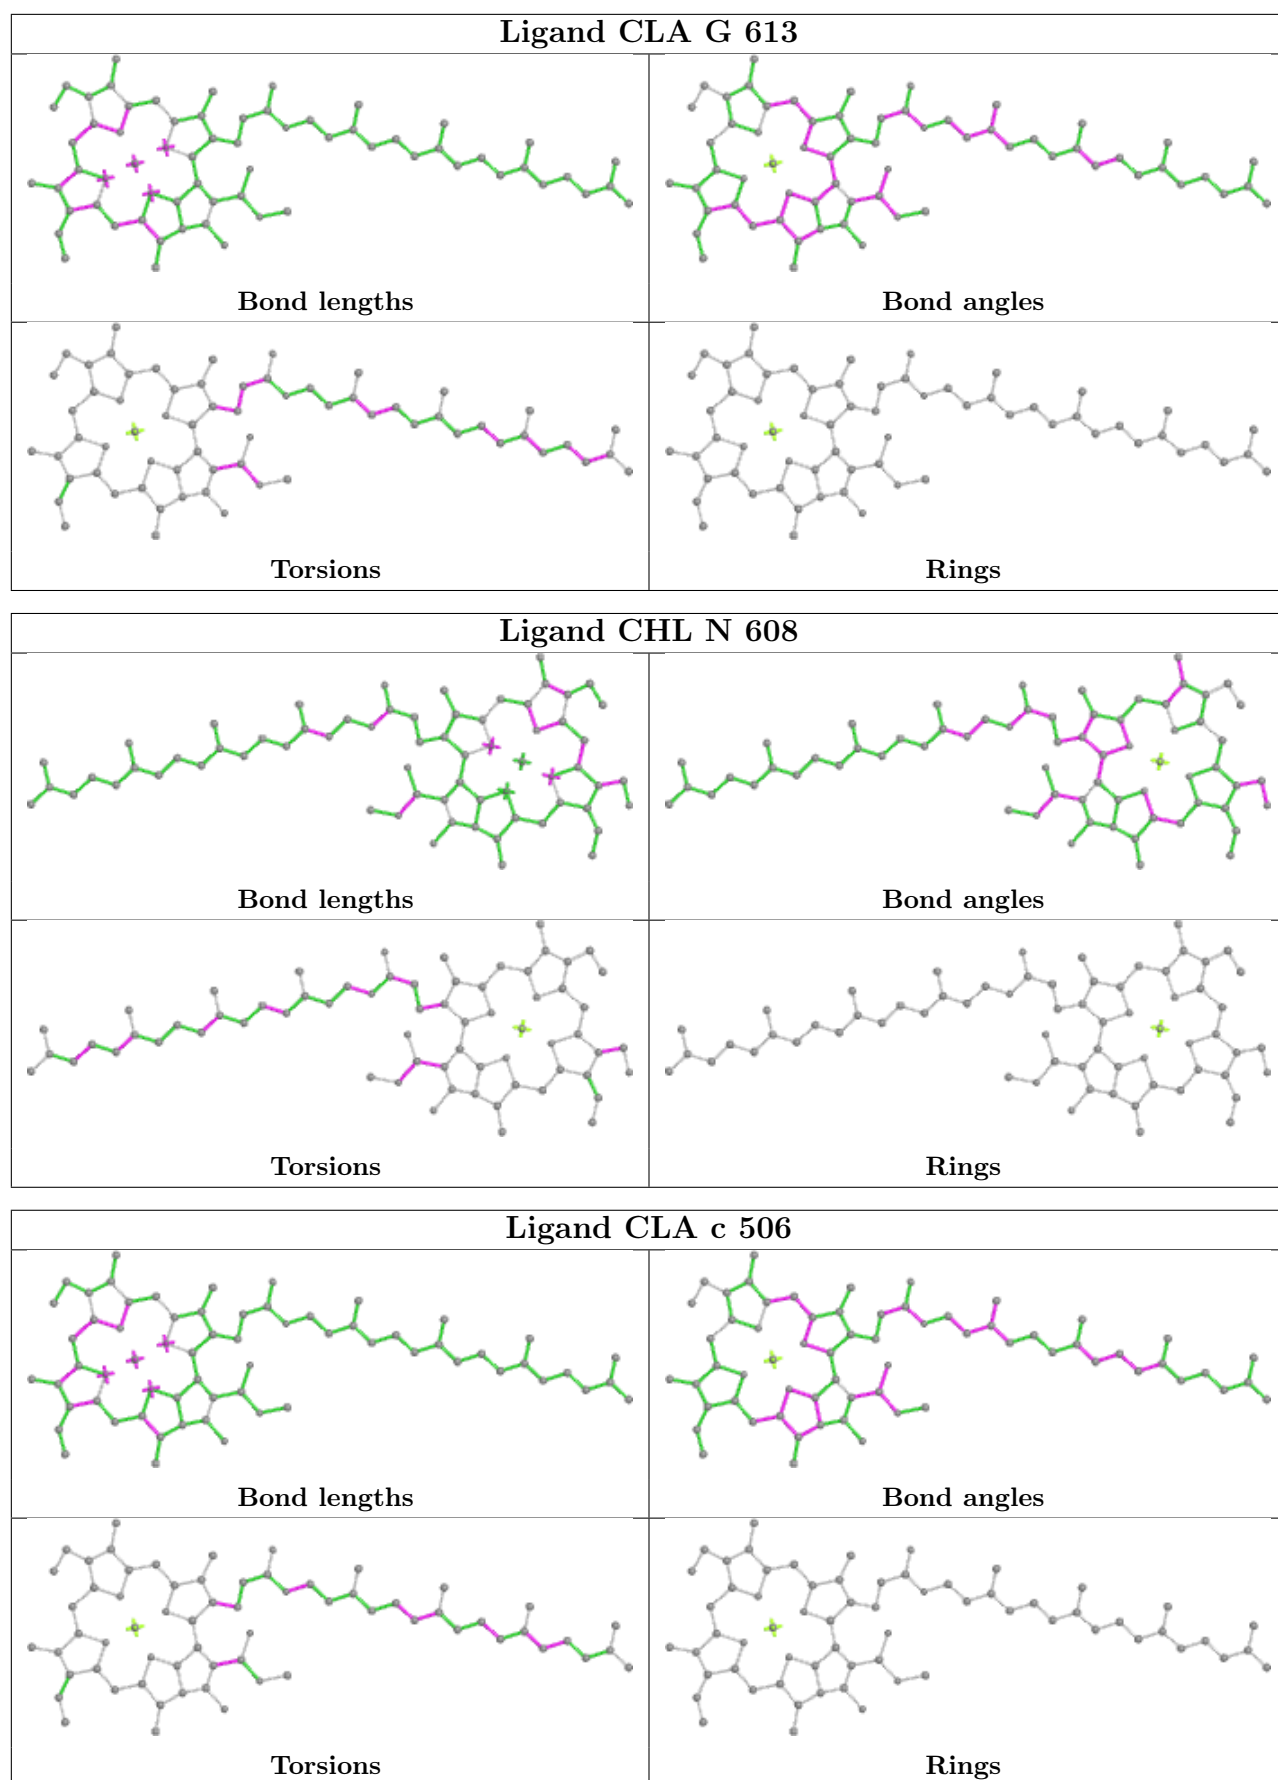 Ligand CLA G 613
Bond lengths
Bond angles
Torsions
Rings
Ligand CHL N 608
Bond lengths
Bond angles
Torsions
Rings
Ligand CLA c 506
Bond lengths
Bond angles
Torsions
Rings